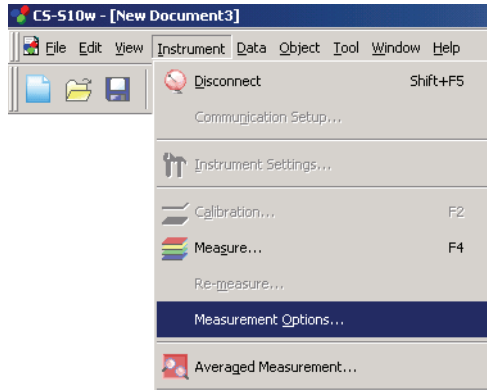 CS-S10w - [New Document3]
File Edit View Instrument Data Object Tool Window Help
Disconnect Shift+F5
Communication Setup...
Instrument Settings...
Calibration... F2
Measure... F4
Re-measure...
Measurement Options...
Averaged Measurement...